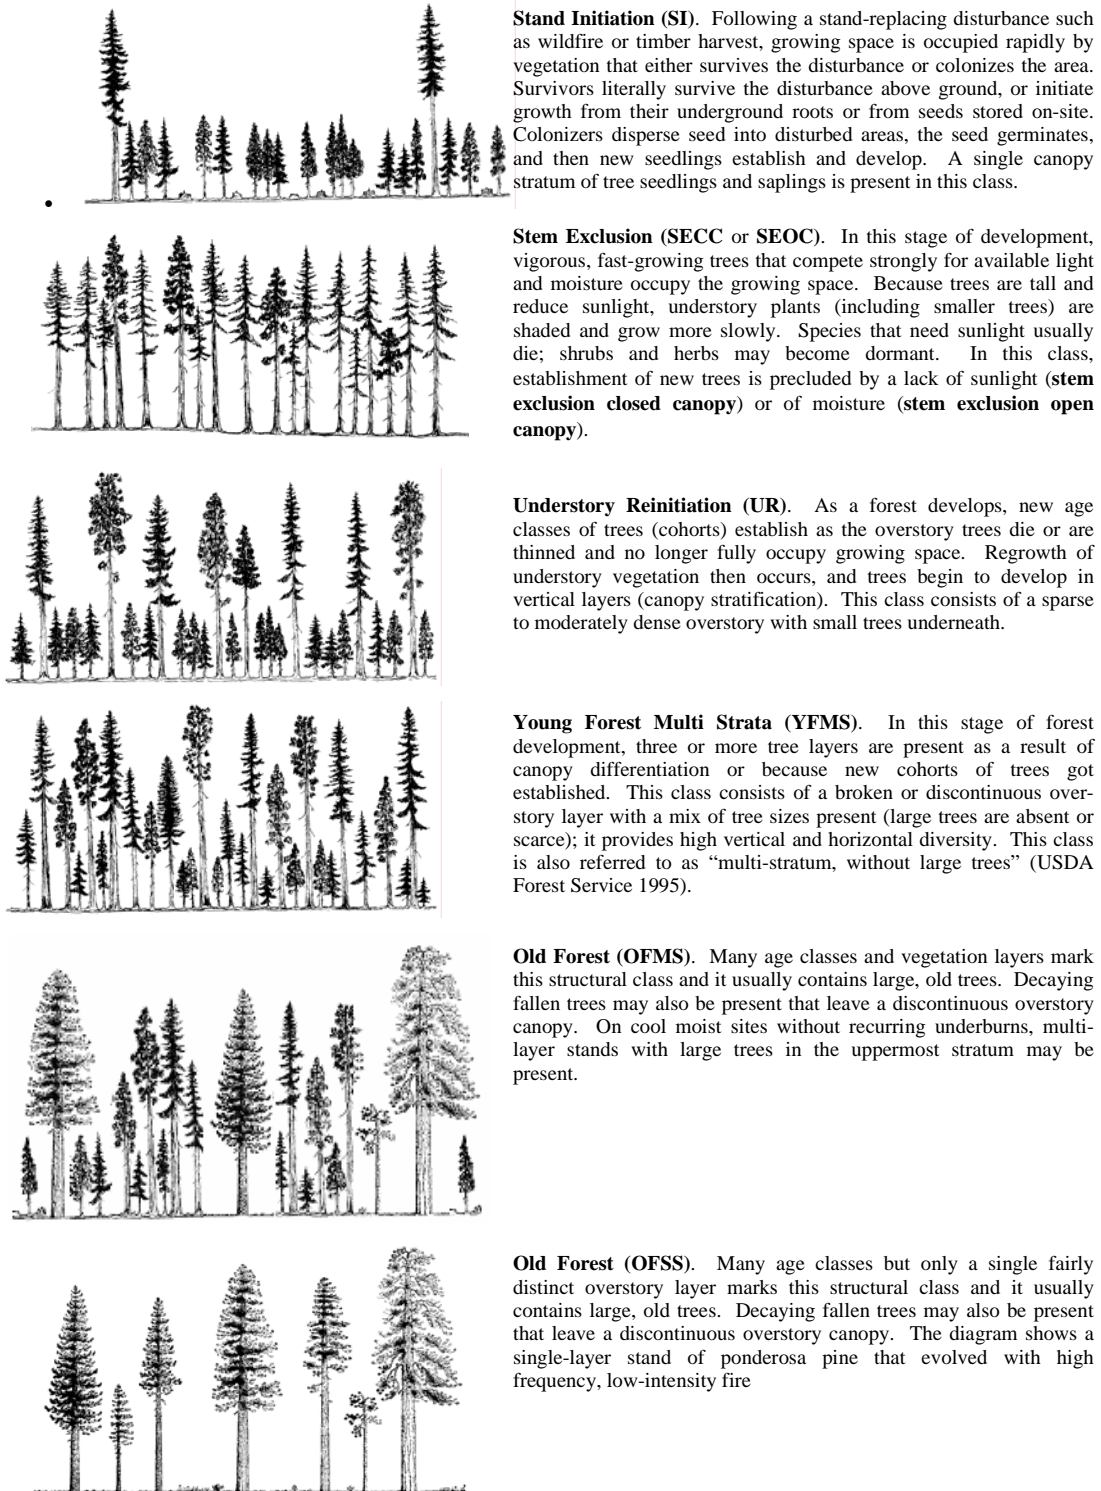 Stand Initiation (SI). Following a stand-replacing disturbance such
as wildfire or timber harvest, growing space is occupied rapidly by
vegetation that either survives the disturbance or colonizes the area.
Survivors literally survive the disturbance above ground, or initiate
growth from their underground roots or from seeds stored on-site.
Colonizers disperse seed into disturbed areas, the seed germinates,
and then new seedlings establish and develop. A single canopy
stratum of tree seedlings and saplings is present in this class.
•
Stem Exclusion (SECC or SEOC). In this stage of development,
vigorous, fast-growing trees that compete strongly for available light
and moisture occupy the growing space. Because trees are tall and
reduce sunlight, understory plants (including smaller trees) are
shaded and grow more slowly. Species that need sunlight usually
die; shrubs and herbs may become dormant. In this class,
establishment of new trees is precluded by a lack of sunlight (stem
exclusion closed canopy) or of moisture (stem exclusion open
canopy).
Understory Reinitiation (UR). As a forest develops, new age
classes of trees (cohorts) establish as the overstory trees die or are
thinned and no longer fully occupy growing space. Regrowth of
understory vegetation then occurs, and trees begin to develop in
vertical layers (canopy stratification). This class consists of a sparse
to moderately dense overstory with small trees underneath.
Young Forest Multi Strata (YFMS). In this stage of forest
development, three or more tree layers are present as a result of
canopy differentiation or because new cohorts of trees got
established. This class consists of a broken or discontinuous over-
story layer with a mix of tree sizes present (large trees are absent or
scarce); it provides high vertical and horizontal diversity. This class
is also referred to as “multi-stratum, without large trees” (USDA
Forest Service 1995).
Old Forest (OFMS). Many age classes and vegetation layers mark
this structural class and it usually contains large, old trees. Decaying
fallen trees may also be present that leave a discontinuous overstory
canopy. On cool moist sites without recurring underburns, multi-
layer stands with large trees in the uppermost stratum may be
present.
Old Forest (OFSS). Many age classes but only a single fairly
distinct overstory layer marks this structural class and it usually
contains large, old trees. Decaying fallen trees may also be present
that leave a discontinuous overstory canopy. The diagram shows a
single-layer stand of ponderosa pine that evolved with high
frequency, low-intensity fire